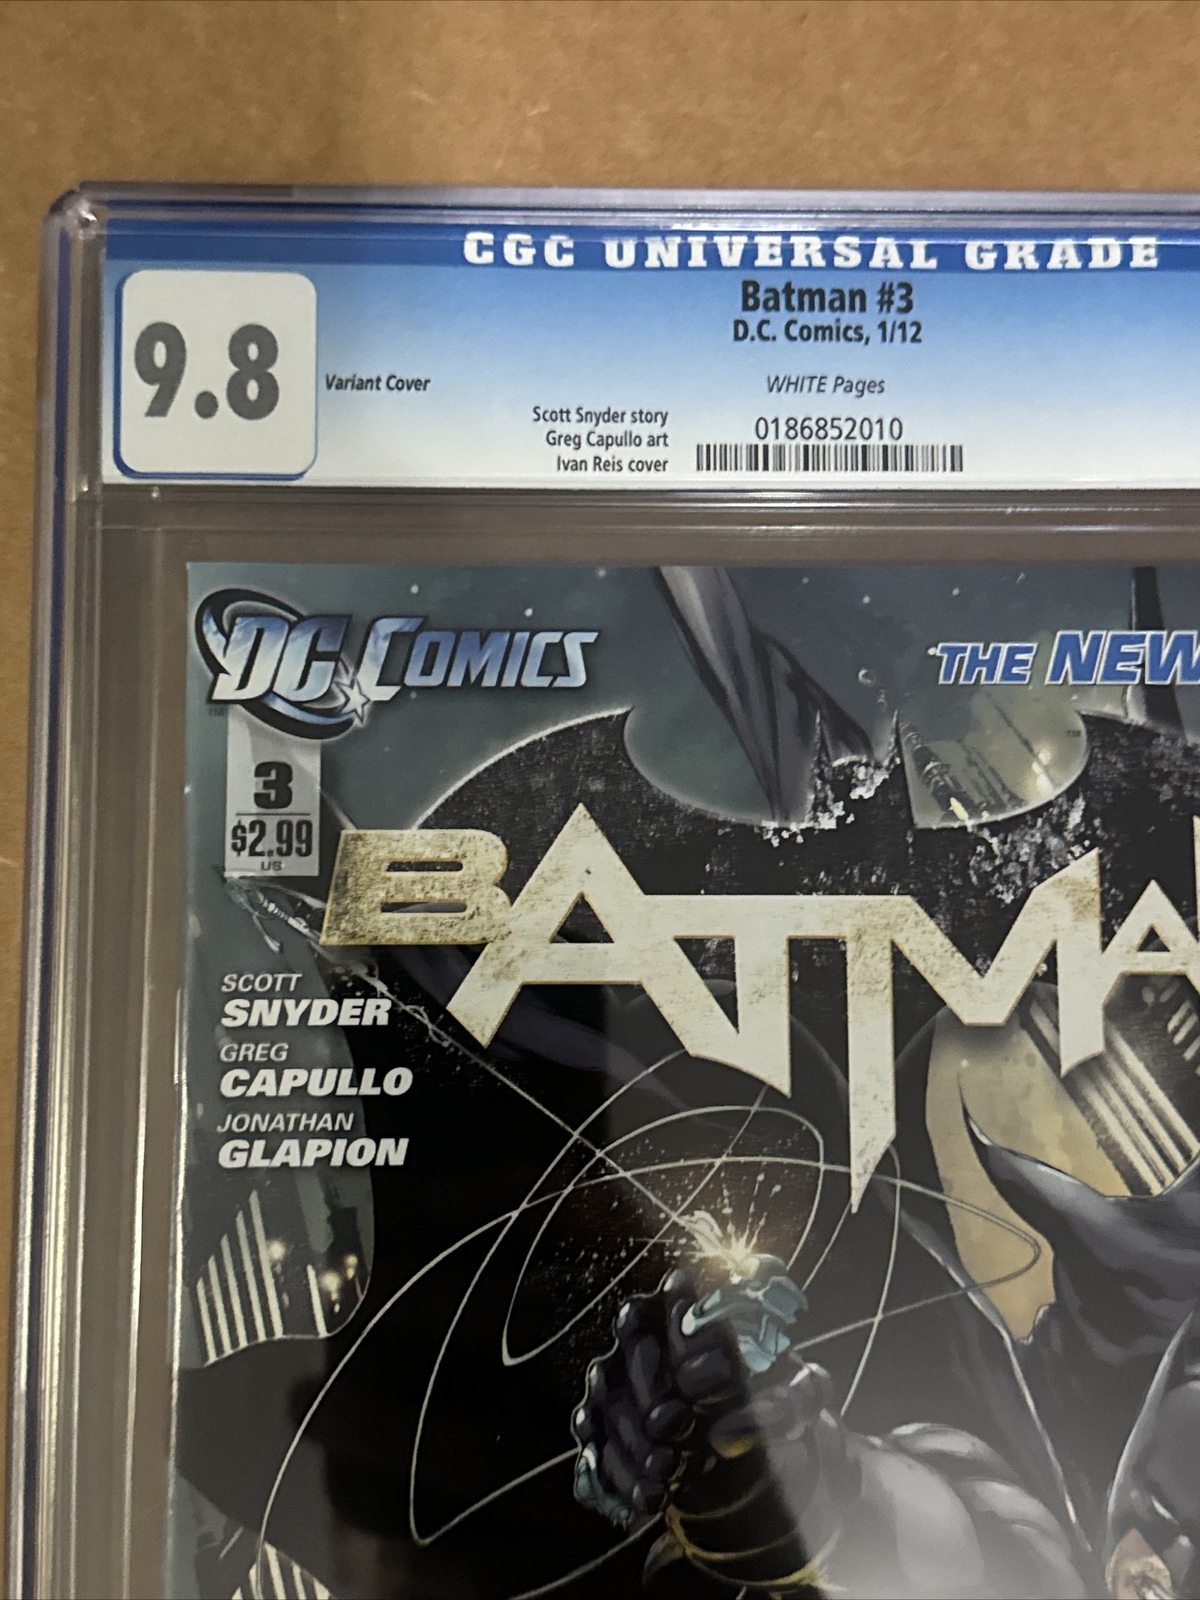 CGC UNIVERSAL GRADE
9.8
Batman #3
D.C. Comics, 1/12
Variant Cover
WHITE Pages
Scott Snyder story
Greg Capullo art
Ivan Reis cover
0186852010
DC COMICS
THE NEW
3
$2.99
US
BATMA
SCOTT
SNYDER
GREG
CAPULLO
JONATHAN
GLAPION